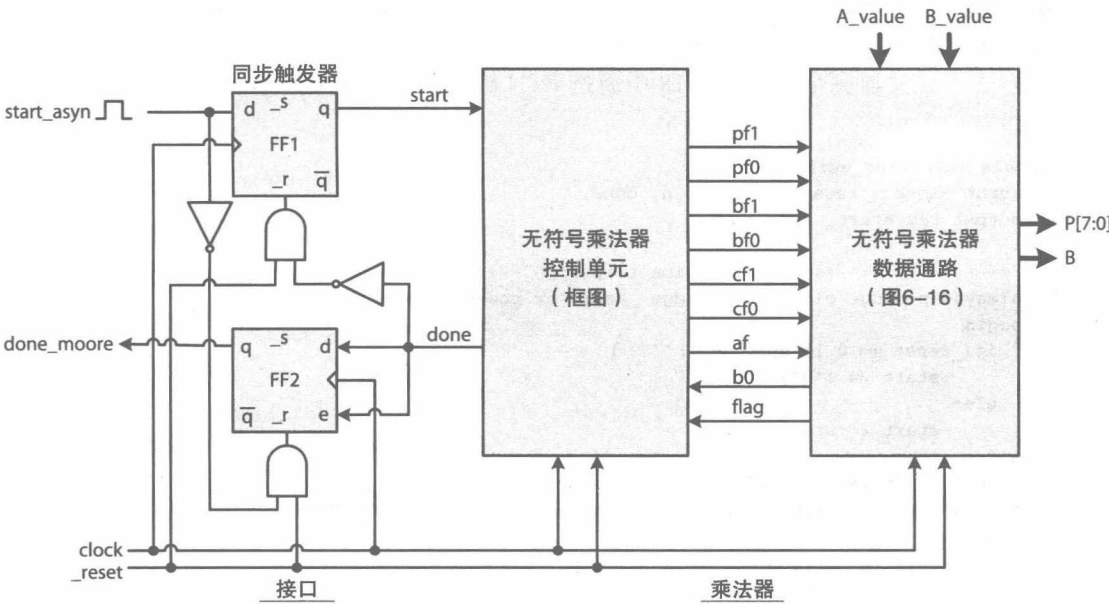 A_value
B_value
同步触发器
start_asyn
d
_s
q
FF1
_r
q
start
pf1
pf0
bf1
bf0
cf1
cf0
af
b0
flag
无符号乘法器
控制单元
(框图)
无符号乘法器
数据通路
(图6-16)
P[7:0]
B
done_moore
q
_s
d
FF2
q
_r
e
done
clock
_reset
接口
乘法器